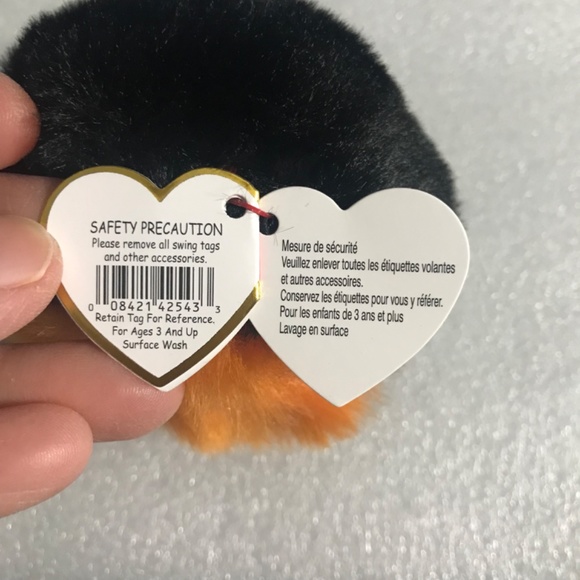 SAFETY PRECAUTION
Please remove all swing tags
and other accessories.
0 08421 42543 3
Retain Tag For Reference.
For Ages 3 And Up
Surface Wash
Mesure de sécurité
Veuillez enlever toutes les étiquettes volantes
et autres accessoires.
Conservez les étiquettes pour vous y référer.
Pour les enfants de 3 ans et plus
Lavage en surface